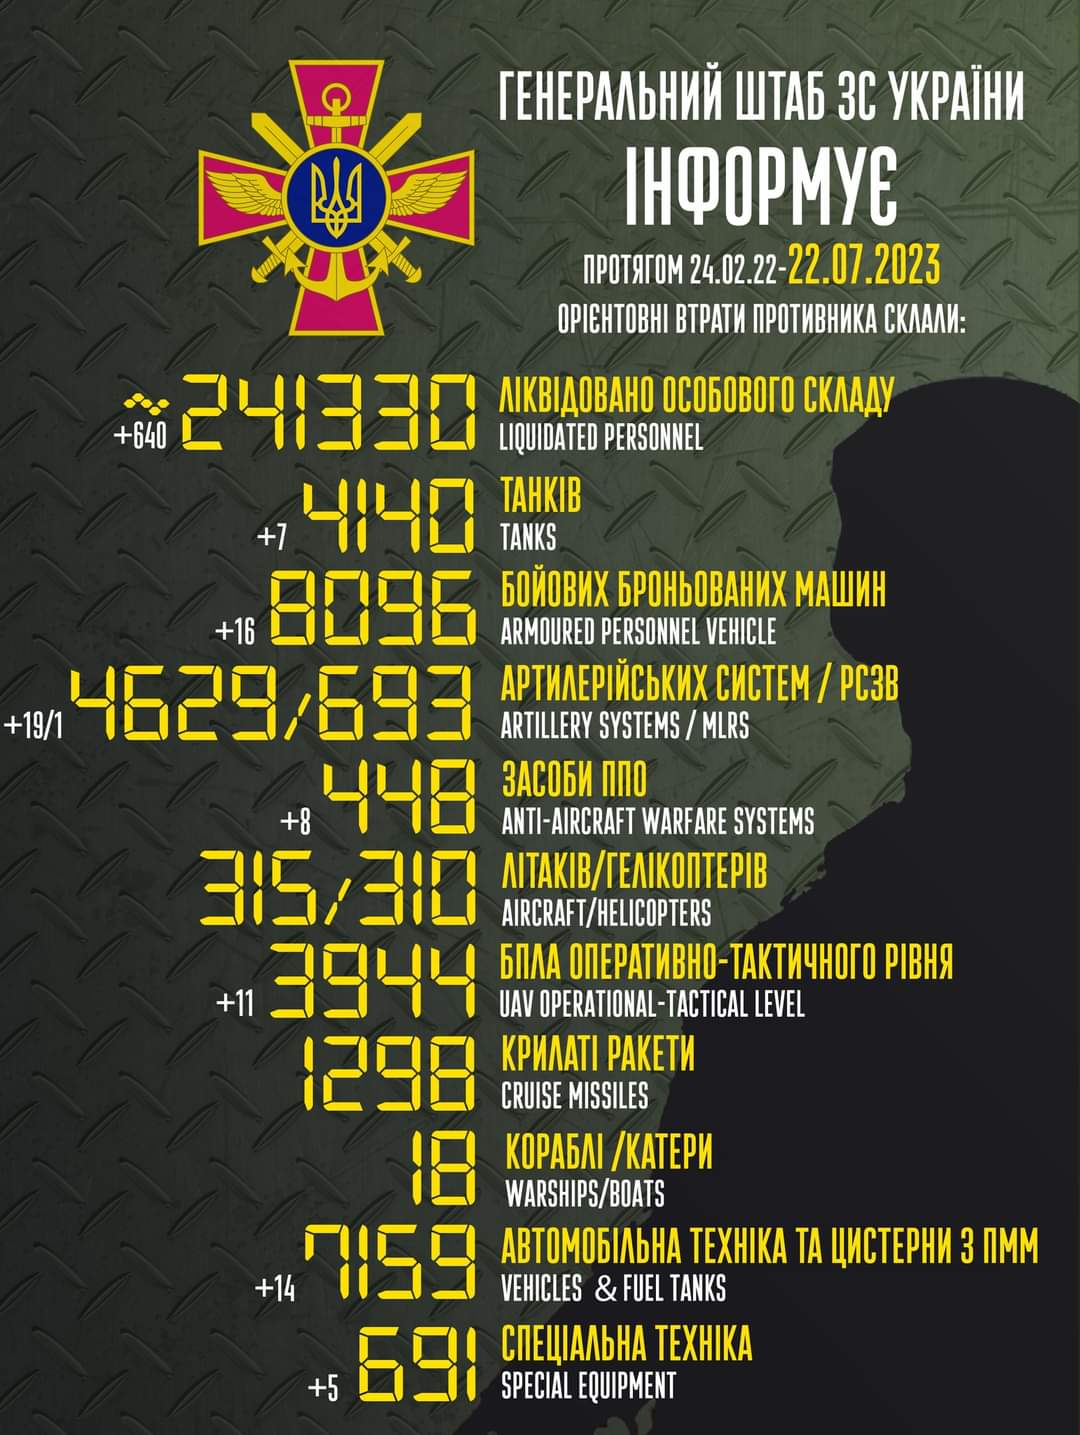 ГЕНЕРАЛЬНИЙ ШТАБ ЗС УКРАЇНИ
ІНФОРМУЄ
ПРОТЯГОМ 24.02.22-22.07.2023
ОРІЄНТОВНІ ВТРАТИ ПРОТИВНИКА СКЛАЛИ:
+640 ~241330 ЛІКВІДОВАНО ОСОБОВОГО СКЛАДУ
LIQUIDATED PERSONNEL
+7 4140 ТАНКІВ
TANKS
+16 8096 БОЙОВИХ БРОНЬОВАНИХ МАШИН
ARMOURED PERSONNEL VEHICLE
+19/1 4629/693 АРТИЛЕРІЙСЬКИХ СИСТЕМ / РСЗВ
ARTILLERY SYSTEMS / MLRS
+8 448 ЗАСОБИ ППО
ANTI-AIRCRAFT WARFARE SYSTEMS
315/310 ЛІТАКІВ/ГЕЛІКОПТЕРІВ
AIRCRAFT/HELICOPTERS
+11 3944 БПЛА ОПЕРАТИВНО-ТАКТИЧНОГО РІВНЯ
UAV OPERATIONAL-TACTICAL LEVEL
1298 КРИЛАТІ РАКЕТИ
CRUISE MISSILES
18 КОРАБЛІ /КАТЕРИ
WARSHIPS/BOATS
+14 7159 АВТОМОБІЛЬНА ТЕХНІКА ТА ЦИСТЕРНИ З ПММ
VEHICLES & FUEL TANKS
+5 691 СПЕЦІАЛЬНА ТЕХНІКА
SPECIAL EQUIPMENT